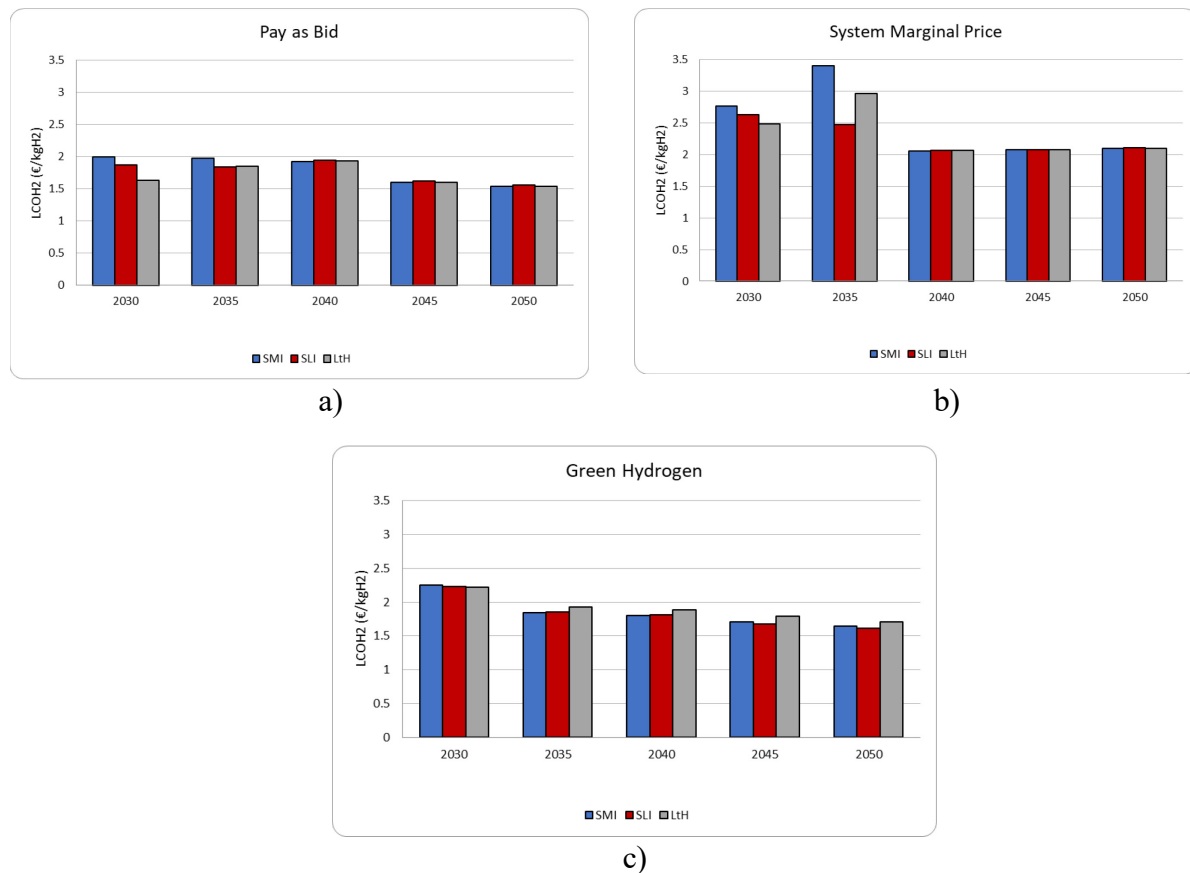 Pay as Bid
3.5
3
2.5
2
1.5
1
0.5
0
LCOH2 (€/kgH2)
2030 2035 2040 2045 2050
SMI SLI LtH
a)
System Marginal Price
3.5
3
2.5
2
1.5
1
0.5
0
LCOH2 (€/kgH2)
2030 2035 2040 2045 2050
SMI SLI LtH
b)
Green Hydrogen
3.5
3
2.5
2
1.5
1
0.5
0
LCOH2 (€/kgH2)
2030 2035 2040 2045 2050
SMI SLI LtH
c)